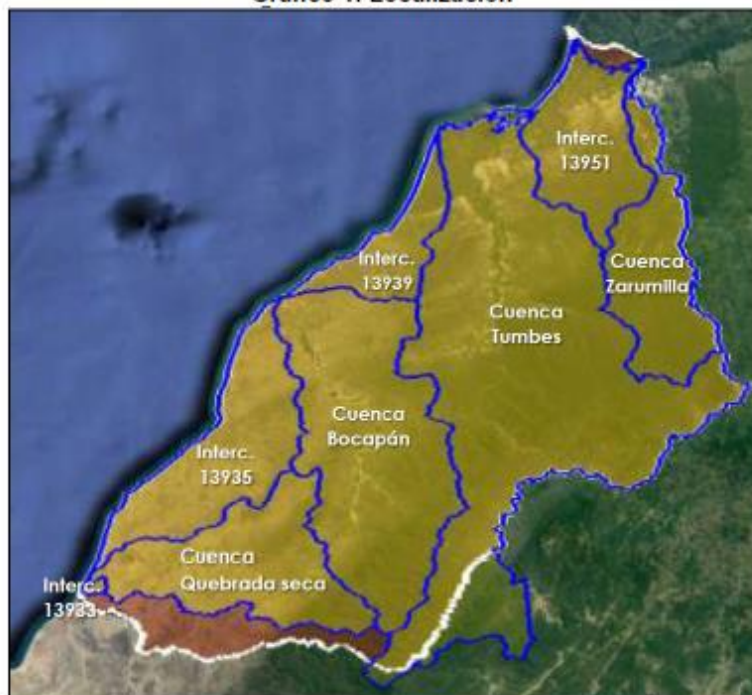 Interc.
13951
Interc.
13939
Cuenca
Zarumilla
Cuenca
Tumbes
Cuenca
Bocapán
Interc.
13935
Cuenca
Quebrada seca
Interc.
13933